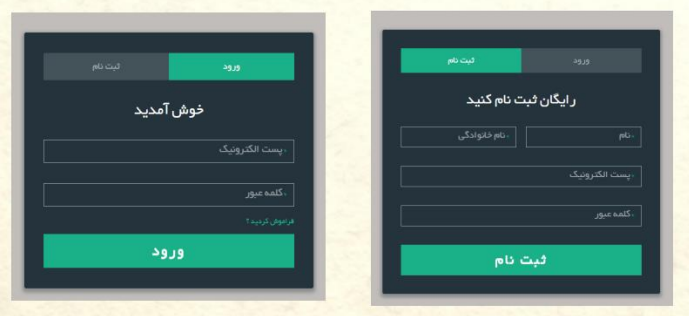 ورود
ثبت نام
رایگان ثبت نام کنید
نام
نام خانوادگی
پست الکترونیک
کلمه عبور
ثبت نام
ورود
ثبت نام
خوش آمدید
پست الکترونیک
کلمه عبور
فراموش کردید؟
ورود